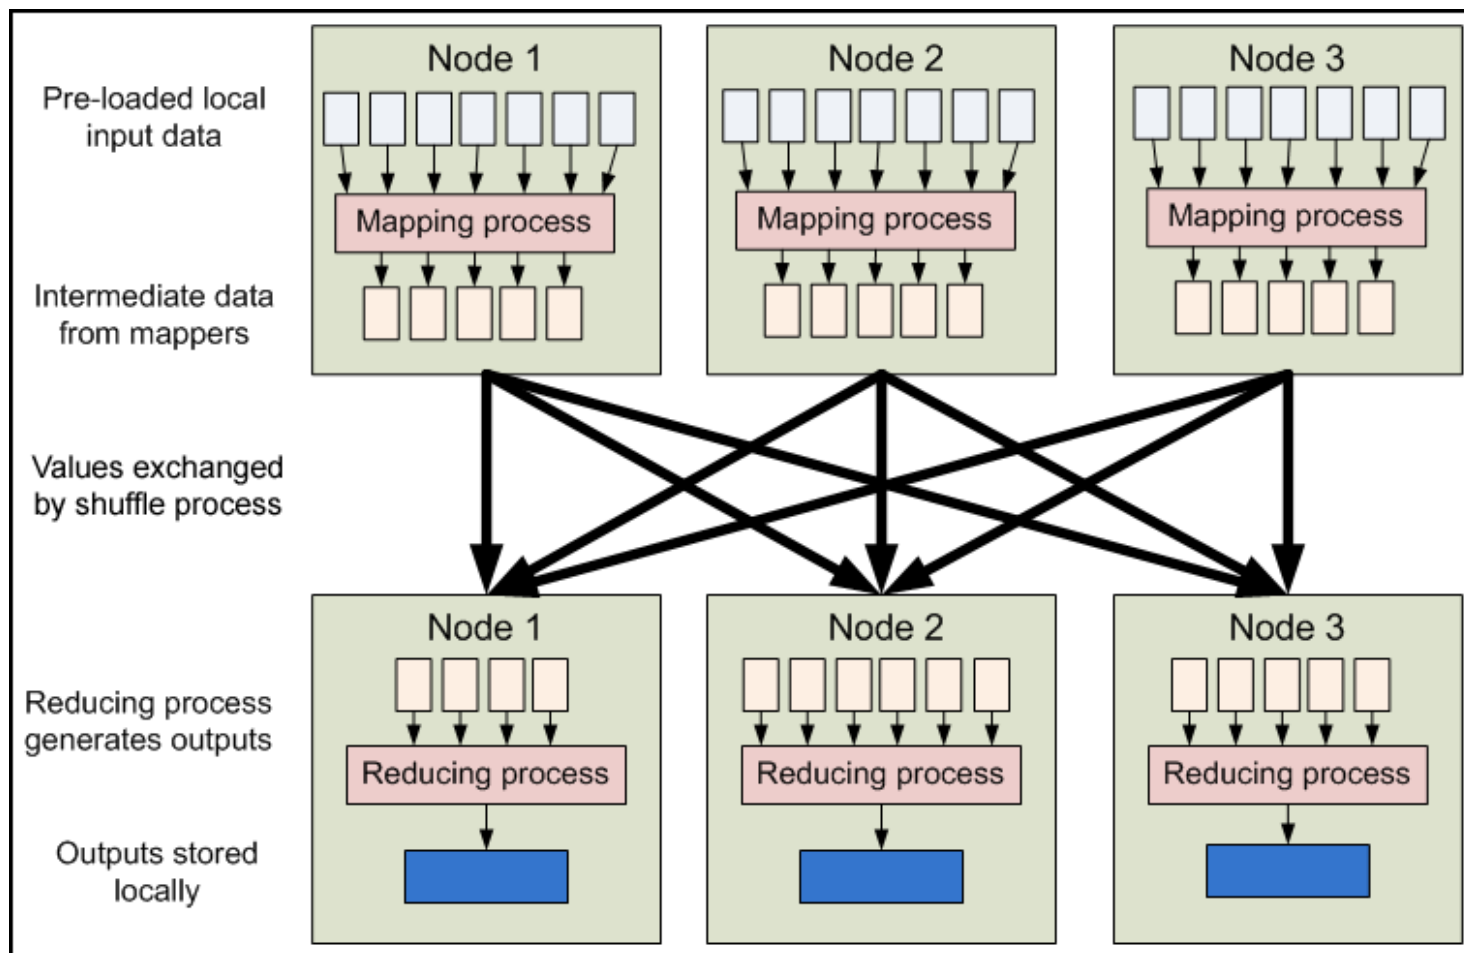 Node 1
Node 2
Node 3
Pre-loaded local
input data
Mapping process
Mapping process
Mapping process
Intermediate data
from mappers
Values exchanged
by shuffle process
Node 1
Node 2
Node 3
Reducing process
generates outputs
Reducing process
Reducing process
Reducing process
Outputs stored
locally